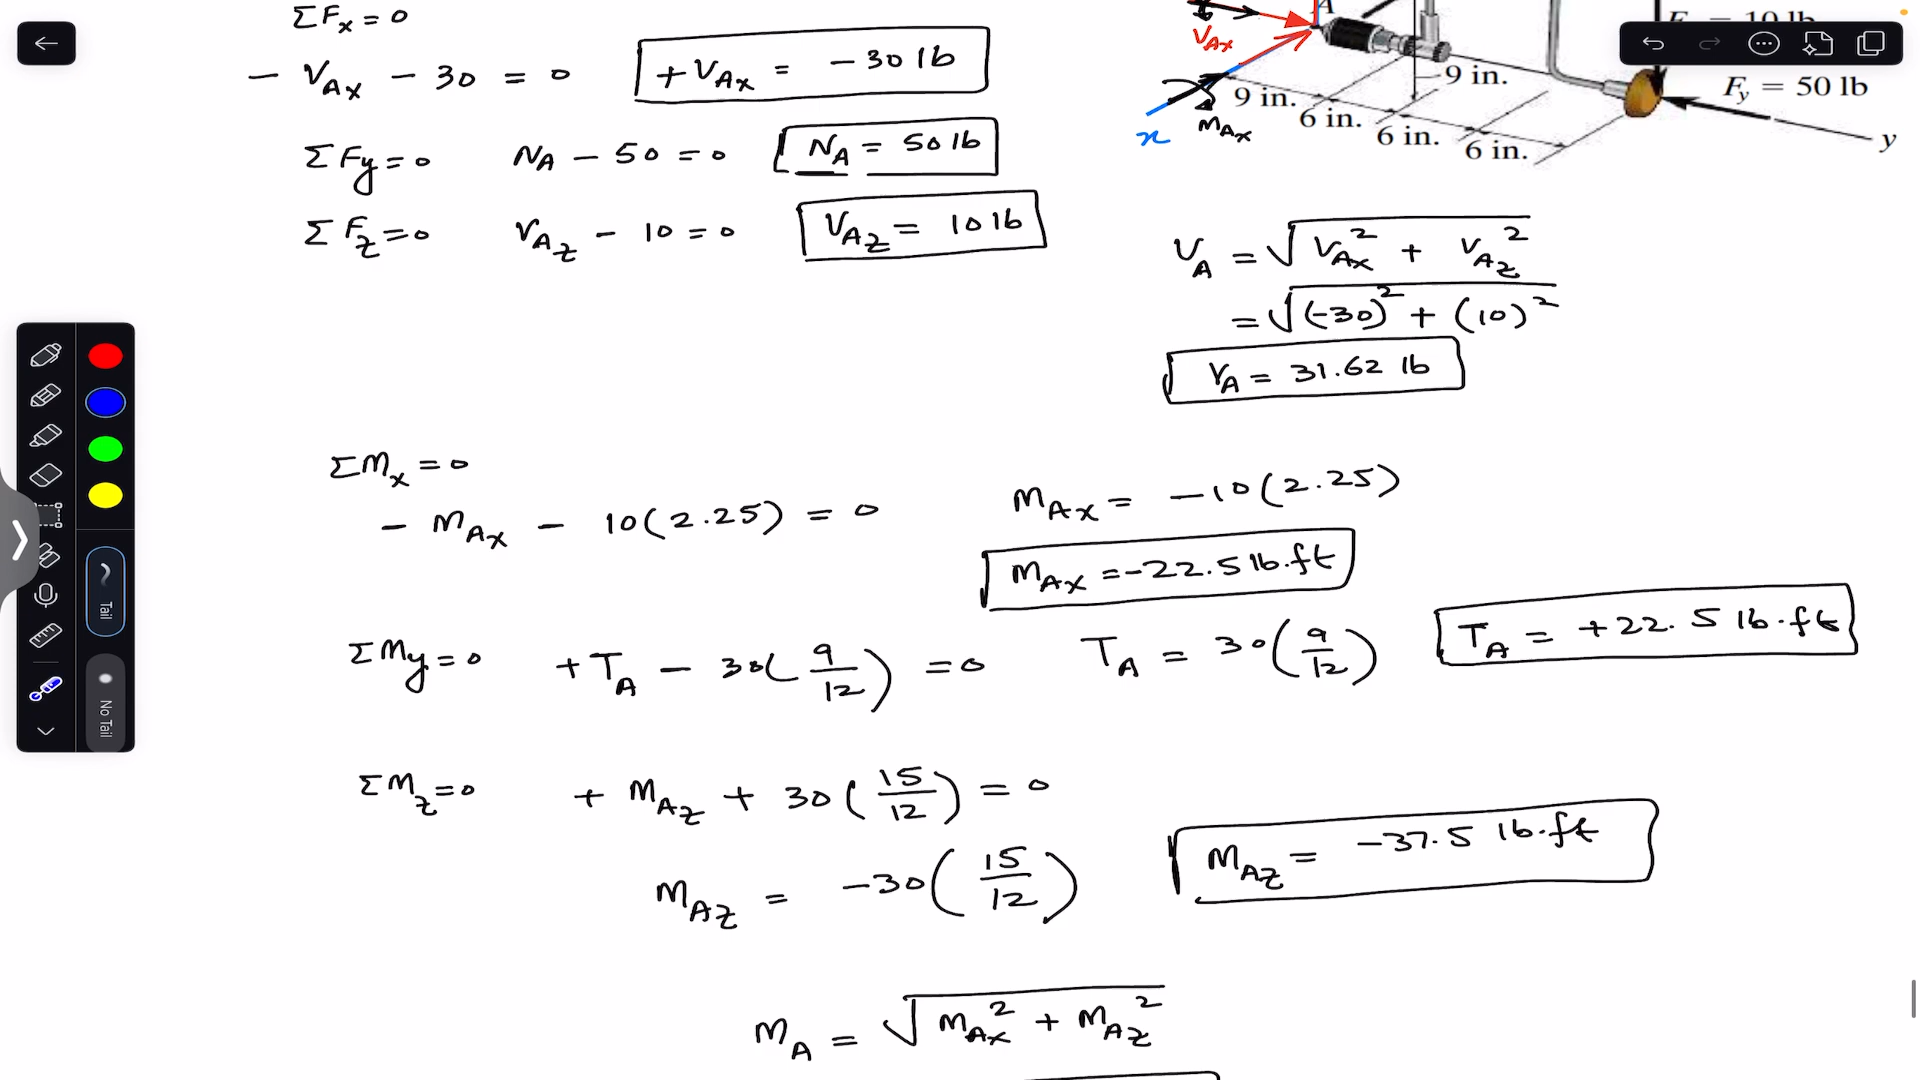 ΣFx = 0
- VAx - 30 = 0 +VAx = -30 lb
ΣFy = 0 NA - 50 = 0 NA = 50 lb
ΣFz = 0 VAz - 10 = 0 VAz = 10 lb
A
VAx
MAx
x
9 in.
9 in.
6 in.
6 in.
6 in.
Fy = 50 lb
y
VA = √(VAx² + VAz²)
= √((-30)² + (10)²)
VA = 31.62 lb
ΣMx = 0
- MAx - 10(2.25) = 0 MAx = -10(2.25)
MAx = -22.5 lb.ft
ΣMy = 0 +TA - 30(9/12) = 0 TA = 30(9/12) TA = +22.5 lb.ft
ΣMz = 0 + MAz + 30(15/12) = 0
MAz = -30(15/12) MAz = -37.5 lb.ft
MA = √(MAx² + MAz²)
Tail
No Tail